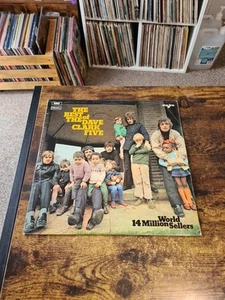 THE
BEST of
THE DAVE
CLARK
FIVE
World
14 Million Sellers